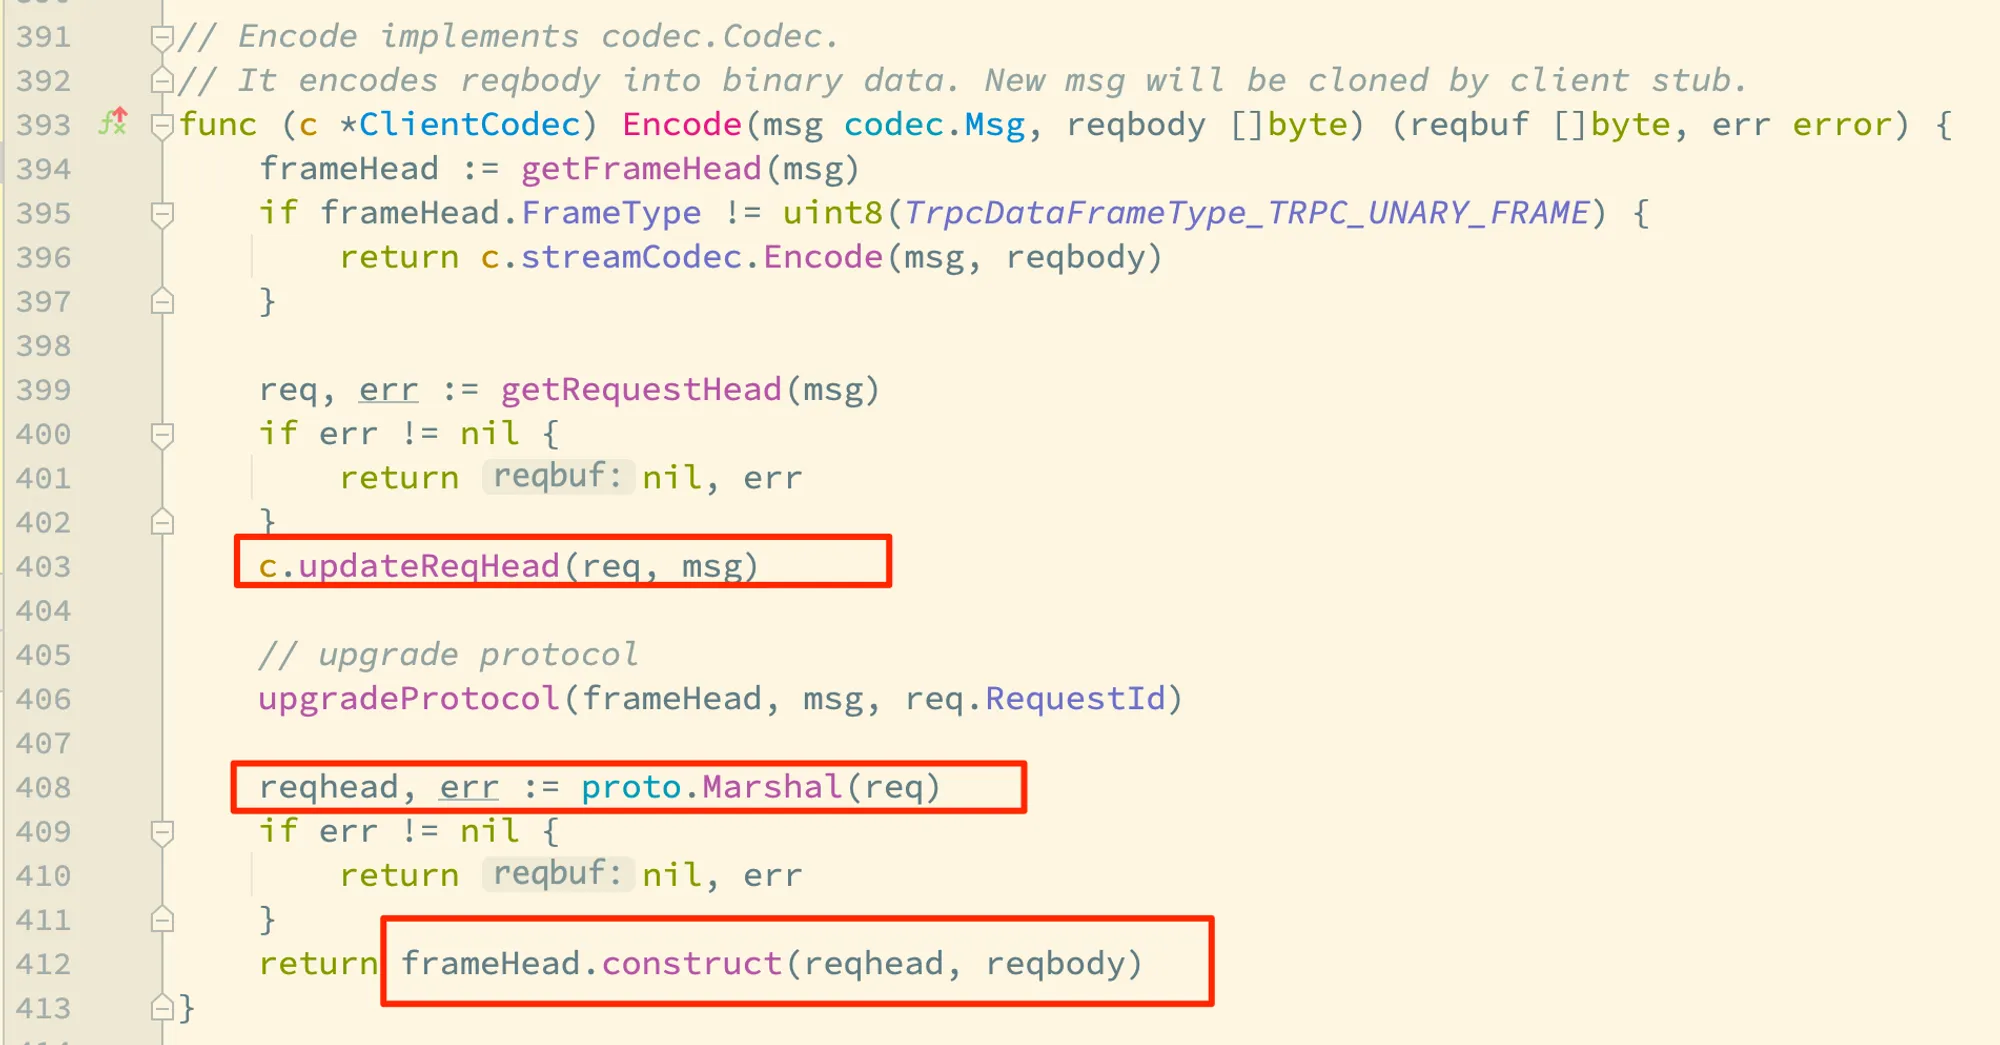 391 // Encode implements codec.Codec.
392 // It encodes reqbody into binary data. New msg will be cloned by client stub.
393 func (c *ClientCodec) Encode(msg codec.Msg, reqbody []byte) (reqbuf []byte, err error) {
394 frameHead := getFrameHead(msg)
395 if frameHead.FrameType != uint8(TrpcDataFrameType_TRPC_UNARY_FRAME) {
396 return c.streamCodec.Encode(msg, reqbody)
397 }
398
399 req, err := getRequestHead(msg)
400 if err != nil {
401 return reqbuf: nil, err
402 }
403 c.updateReqHead(req, msg)
404
405 // upgrade protocol
406 upgradeProtocol(frameHead, msg, req.RequestId)
407
408 reqhead, err := proto.Marshal(req)
409 if err != nil {
410 return reqbuf: nil, err
411 }
412 return frameHead.construct(reqhead, reqbody)
413 }